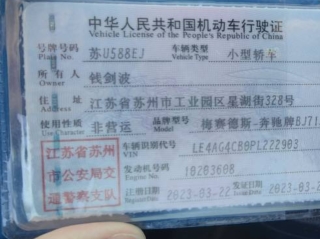 中华人民共和国机动车行驶证
Vehicle License of the People's Republic of China
号牌号码 苏U588EJ 车辆类型 小型轿车
Plate No. Vehicle Type
所有人 钱剑波
Owner
住址 江苏省苏州市工业园区星湖街328号
Address
使用性质 非营运 品牌型号 梅赛德斯-奔驰牌BJ71
Use Character Model
江苏省苏州
市公安局交
通警察支队
车辆识别代号 LE4AG4CB0PL222903
VIN
发动机号码 10203608
Engine No.
注册日期 2023-03-22 发证日期 2023-03-2
Register Date Issue Date